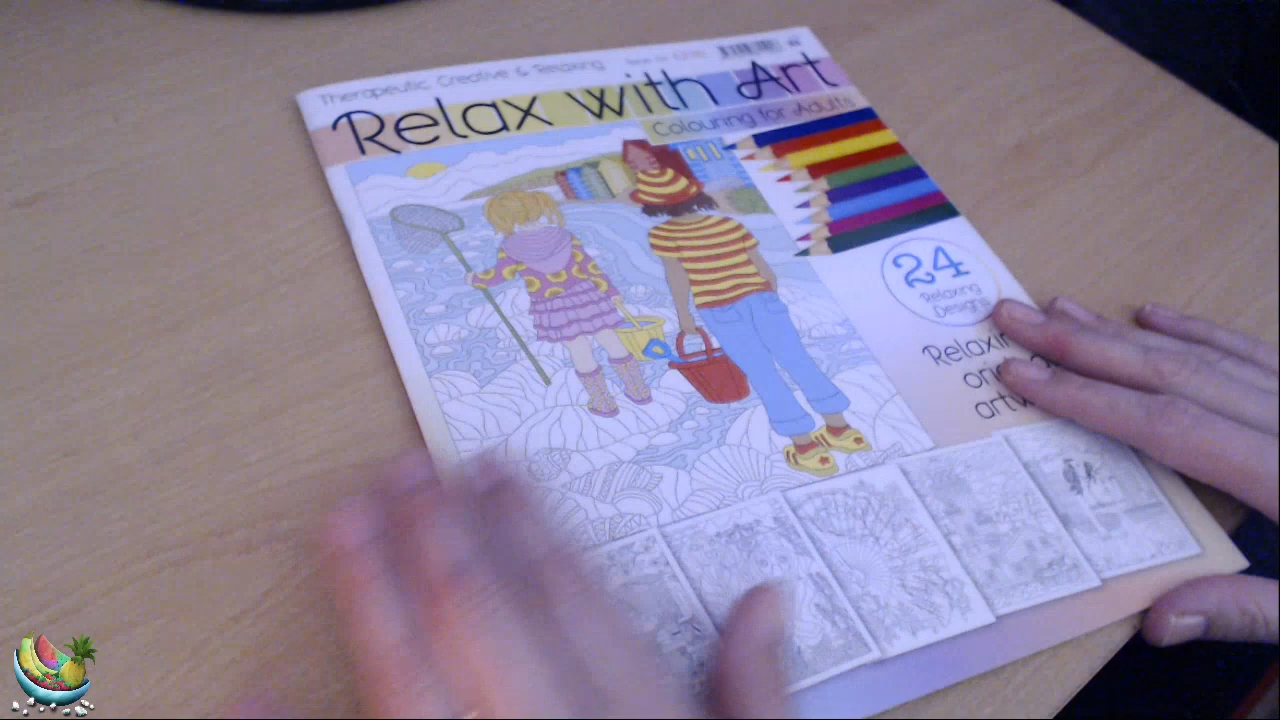 Therapeutic, Creative & Relaxing
Relax with Art
Colouring for Adults
24
Relaxing
Designs